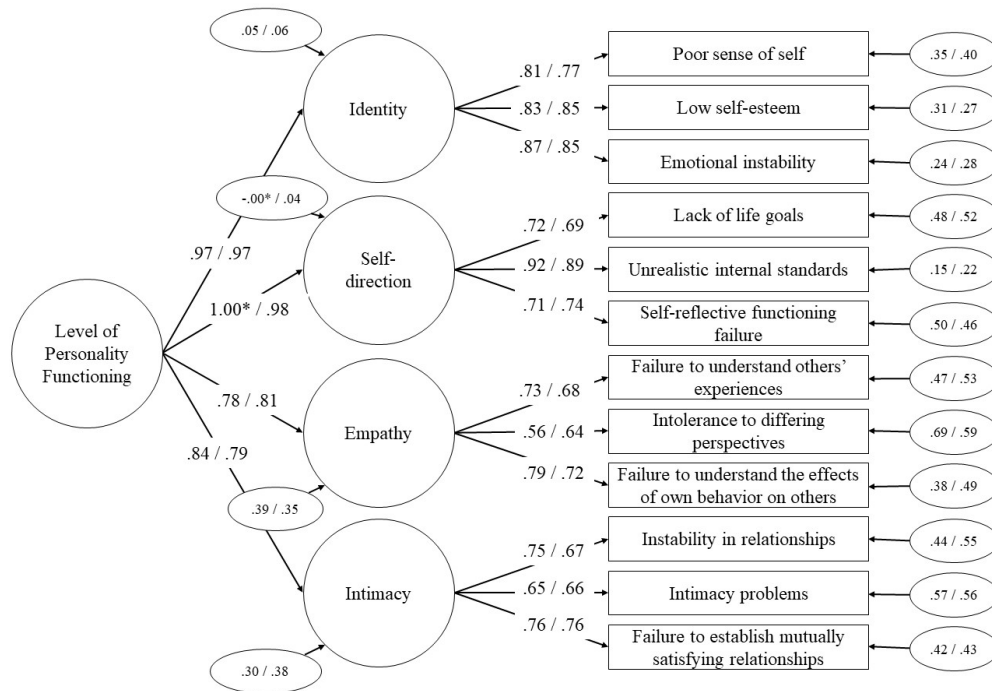 .05 / .06
Identity
.81 / .77
.83 / .85
.87 / .85
Poor sense of self
.35 / .40
Low self-esteem
.31 / .27
Emotional instability
.24 / .28
-.00* / .04
Self-
direction
.72 / .69
.92 / .89
.71 / .74
Lack of life goals
.48 / .52
Unrealistic internal standards
.15 / .22
Self-reflective functioning
failure
.50 / .46
Level of
Personality
Functioning
.97 / .97
1.00* / .98
.78 / .81
.84 / .79
Empathy
.39 / .35
.73 / .68
.56 / .64
.79 / .72
Failure to understand others’
experiences
.47 / .53
Intolerance to differing
perspectives
.69 / .59
Failure to understand the effects
of own behavior on others
.38 / .49
Intimacy
.30 / .38
.75 / .67
.65 / .66
.76 / .76
Instability in relationships
.44 / .55
Intimacy problems
.57 / .56
Failure to establish mutually
satisfying relationships
.42 / .43